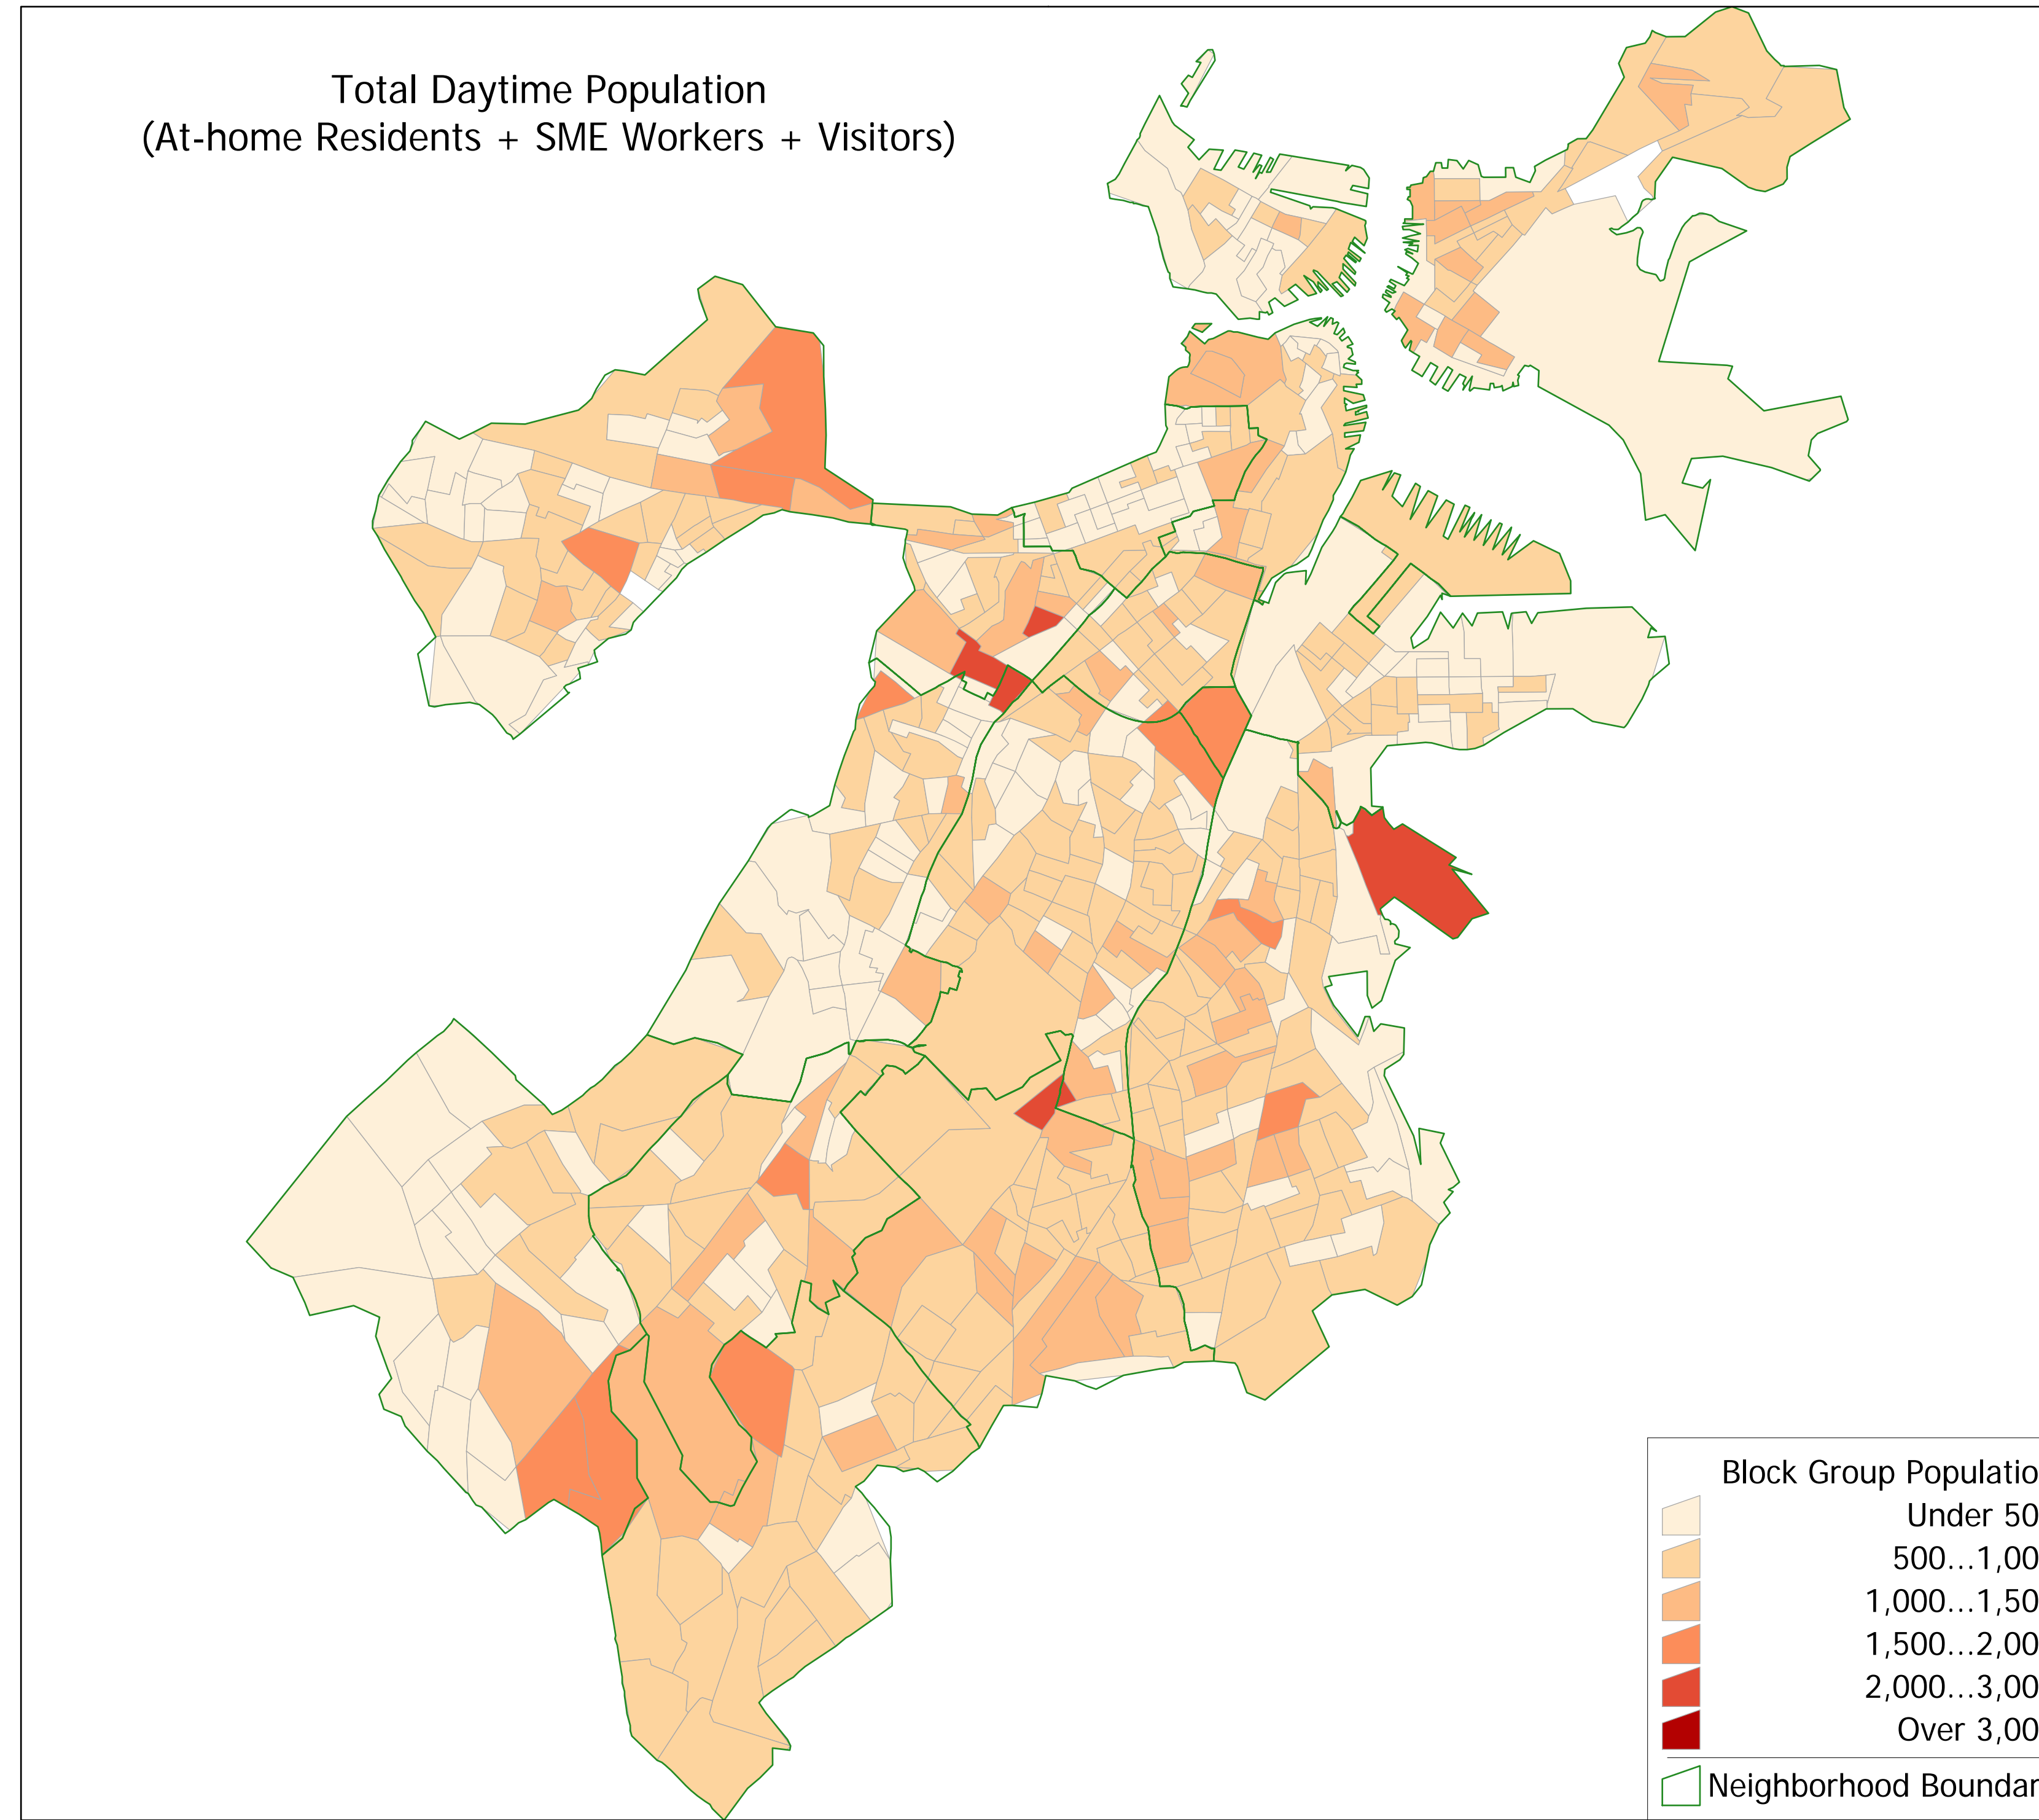 Total Daytime Population
(At-home Residents + SME Workers + Visitors)
Block Group Populatio
Under 50
500...1,00
1,000...1,50
1,500...2,00
2,000...3,00
Over 3,00
Neighborhood Boundar